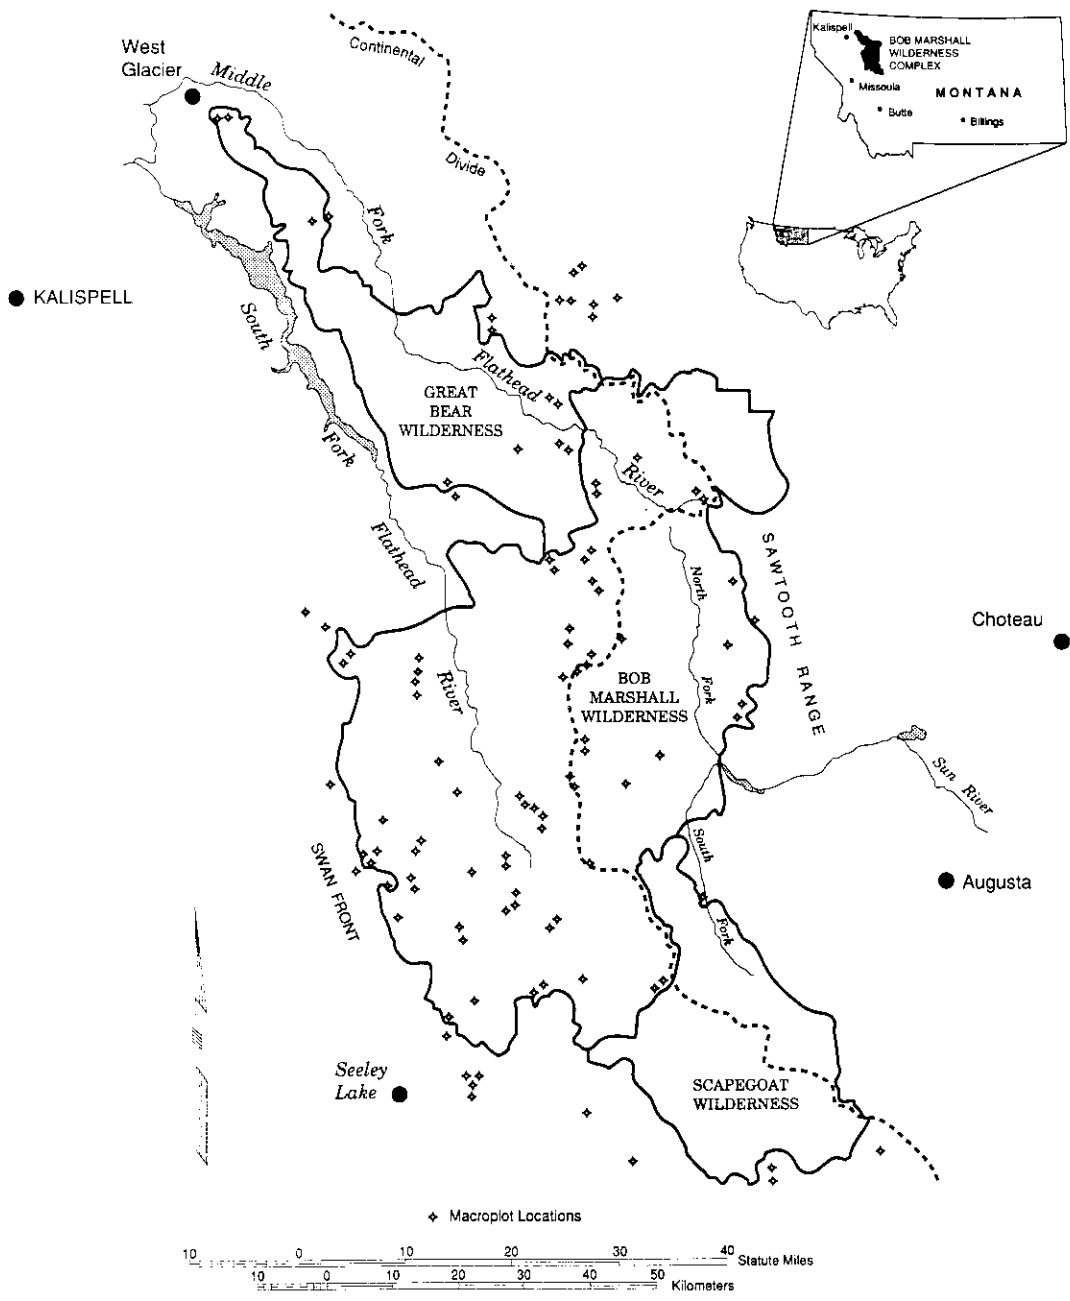 West
Glacier
Middle
Continental
Divide
Fork
KALISPELL
South
Fork
Flathead
River
Flathead
River
GREAT
BEAR
WILDERNESS
Kalispell
BOB MARSHALL
WILDERNESS
COMPLEX
Missoula
MONTANA
Butte
Billings
SAWTOOTH RANGE
North
Fork
Choteau
BOB
MARSHALL
WILDERNESS
Sun River
South
Fork
Augusta
SWAN FRONT
Seeley
Lake
SCAPEGOAT
WILDERNESS
Macroplot Locations
10 0 10 20 30 40 Statute Miles
10 0 10 20 30 40 50 Kilometers